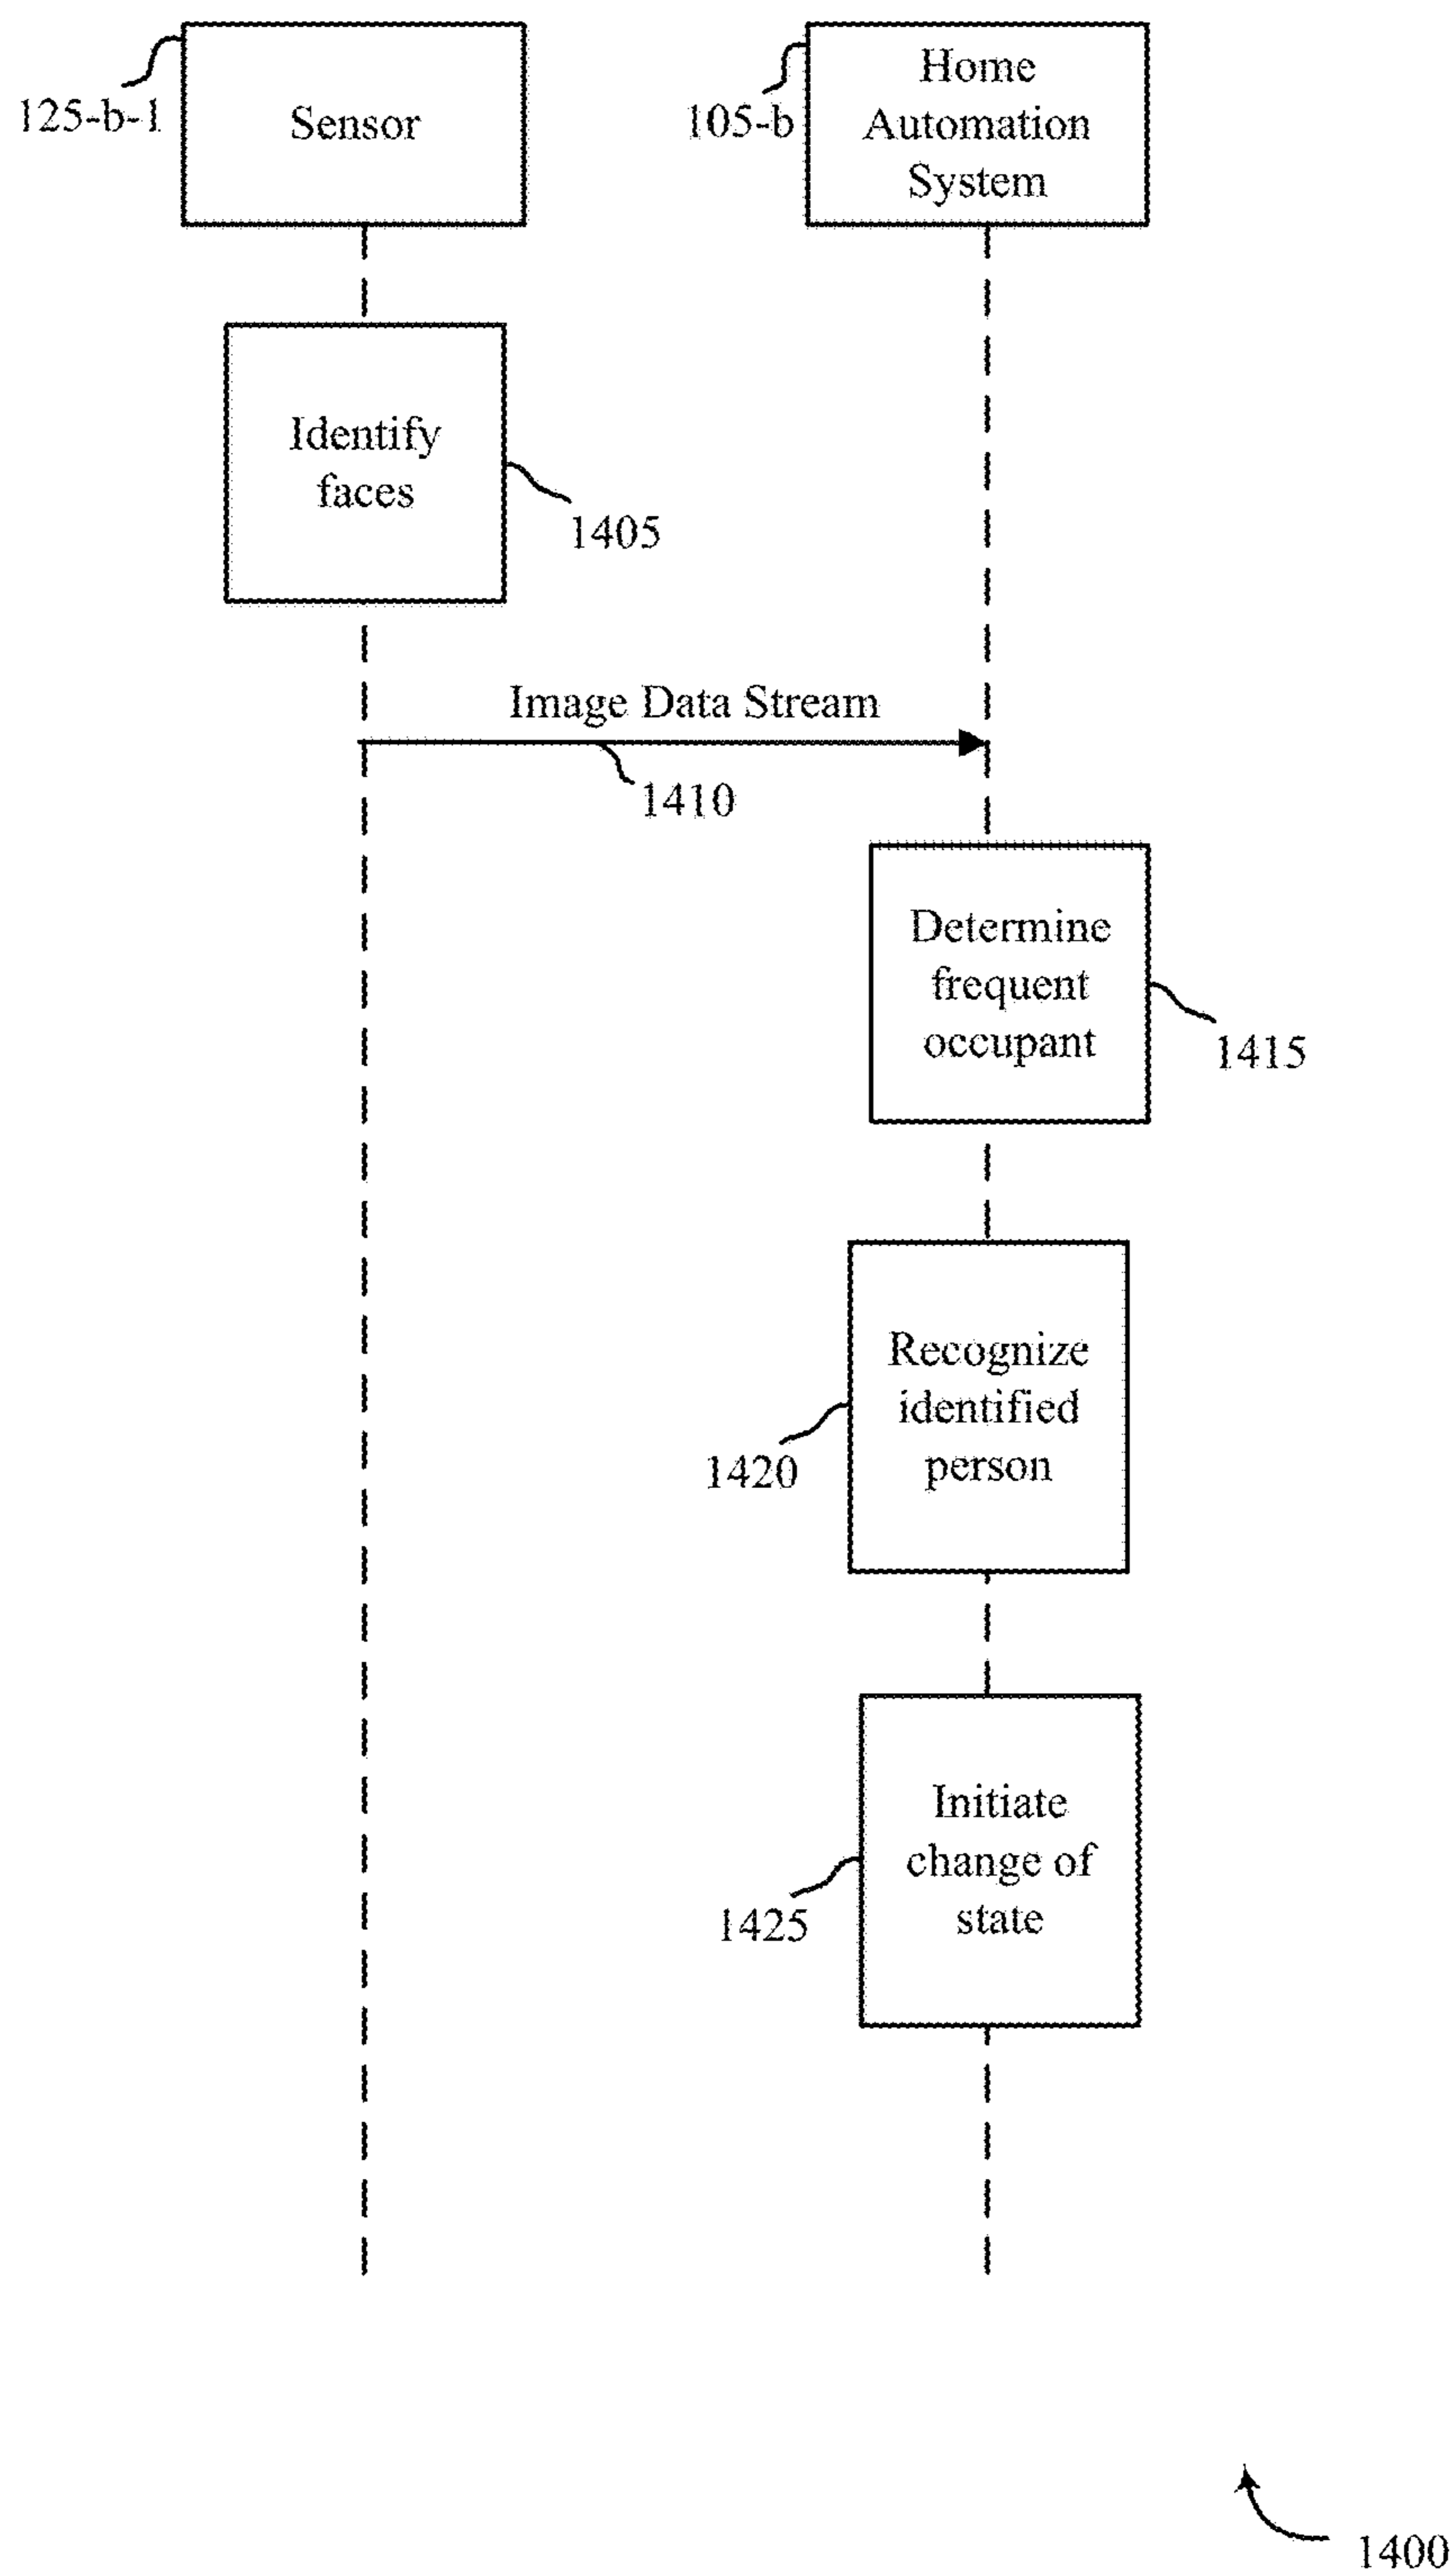 125-b-1
Sensor
105-b
Home
Automation
System
Identify
faces
1405
Image Data Stream
1410
Determine
frequent
occupant
1415
Recognize
identified
person
1420
Initiate
change of
state
1425
1400